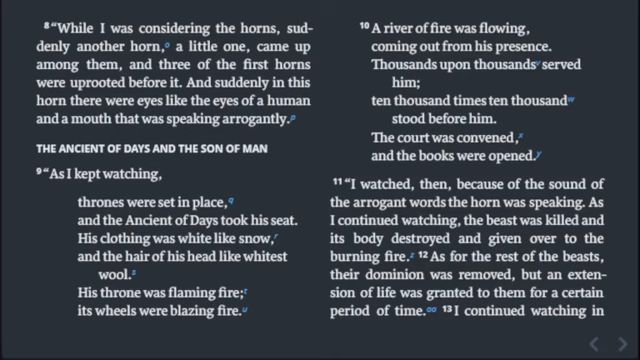 8 “While I was considering the horns, sud-
denly another horn,o a little one, came up
among them, and three of the first horns
were uprooted before it. And suddenly in
this horn there were eyes like the eyes of a human
and a mouth that was speaking arrogantly.p
THE ANCIENT OF DAYS AND THE SON OF MAN
9 “As I kept watching,
thrones were set in place,q
and the Ancient of Days took his seat.
His clothing was white like snow,r
and the hair of his head like whitest
wool.s
His throne was flaming fire;t
its wheels were blazing fire.u
10 A river of fire was flowing,
coming out from his presence.
Thousands upon thousandsv served
him;
ten thousand times ten thousandw
stood before him.
The court was convened,x
and the books were opened.y
11 “I watched, then, because of the sound of
the arrogant words the horn was speaking. As
I continued watching, the beast was killed and
its body destroyed and given over to the
burning fire.z 12 As for the rest of the beasts,
their dominion was removed, but an exten-
sion of life was granted to them for a certain
period of time.aa 13 I continued watching in